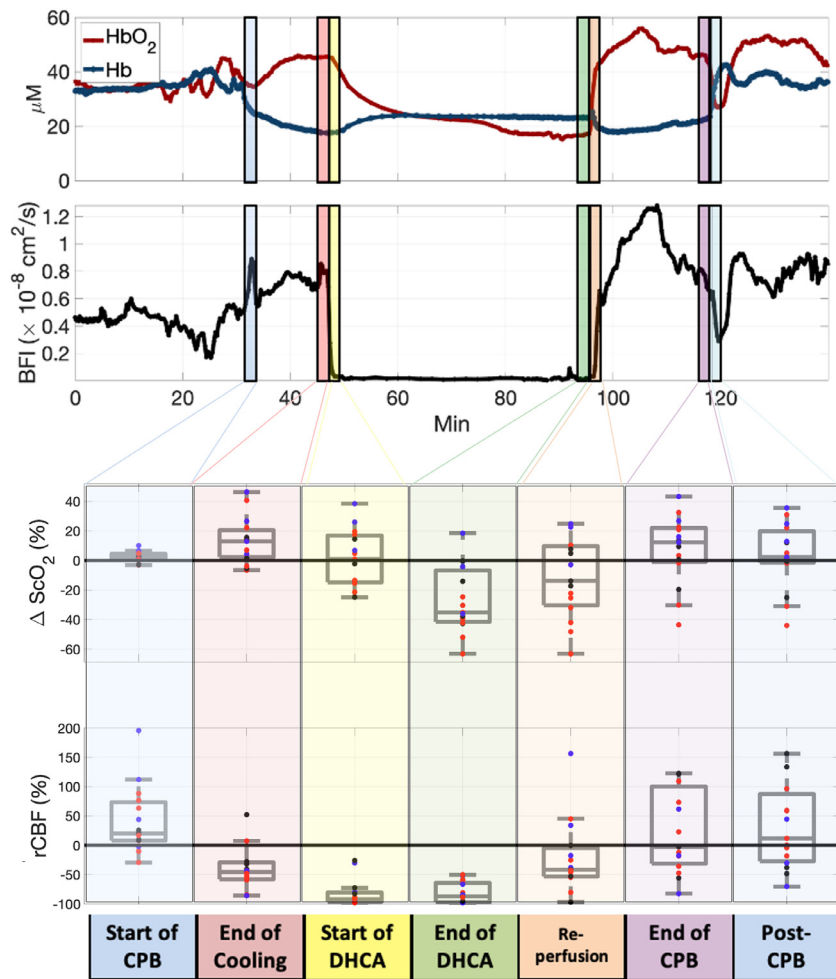 60
40
20
0
μM
HbO2
Hb
1.2
1
0.8
0.6
0.4
0.2
BFI (× 10-8 cm2/s)
0 20 40 60 80 100 120
Min
40
20
0
-20
-40
-60
Δ ScO2 (%)
200
150
100
50
0
-50
-100
rCBF (%)
Start of CPB
End of Cooling
Start of DHCA
End of DHCA
Re-perfusion
End of CPB
Post-CPB